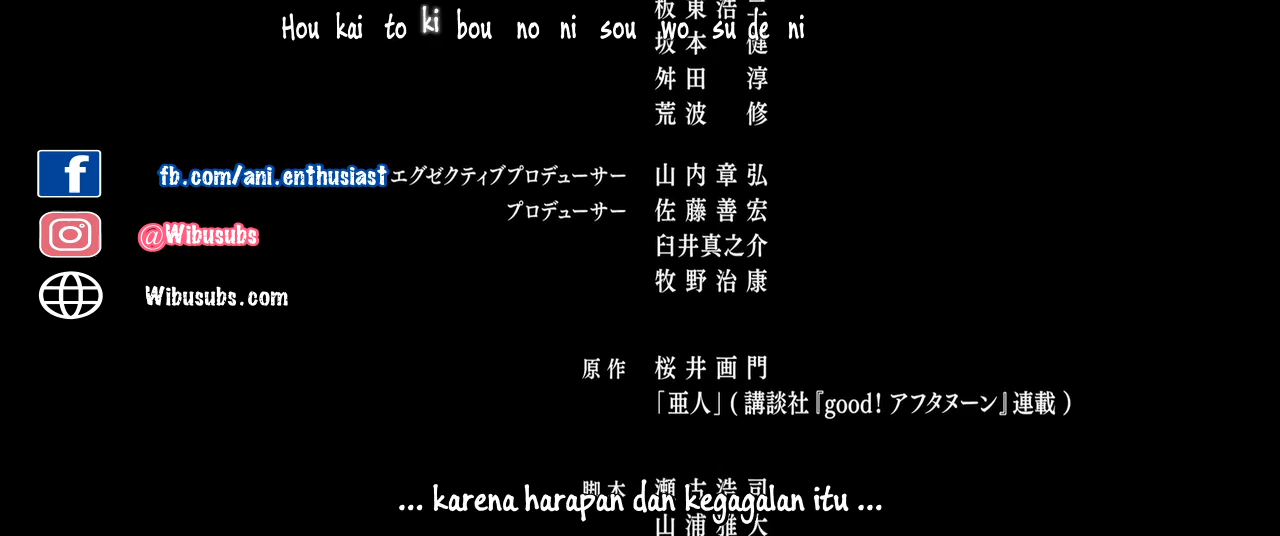 Hou kai to ki bou no ni sou wo su de ni
板東浩二
坂本 健
舛田 淳
荒波 修
fb.com/ani.enthusiast
エグゼクティブプロデューサー 山内章弘
プロデューサー 佐藤善宏
@Wibusubs
臼井真之介
牧野治康
Wibusubs.com
原作 桜井画門
「亜人」(講談社『good! アフタヌーン』連載)
脚本 瀬古浩司
... karena harapan dan kegagalan itu ...
山浦雅大